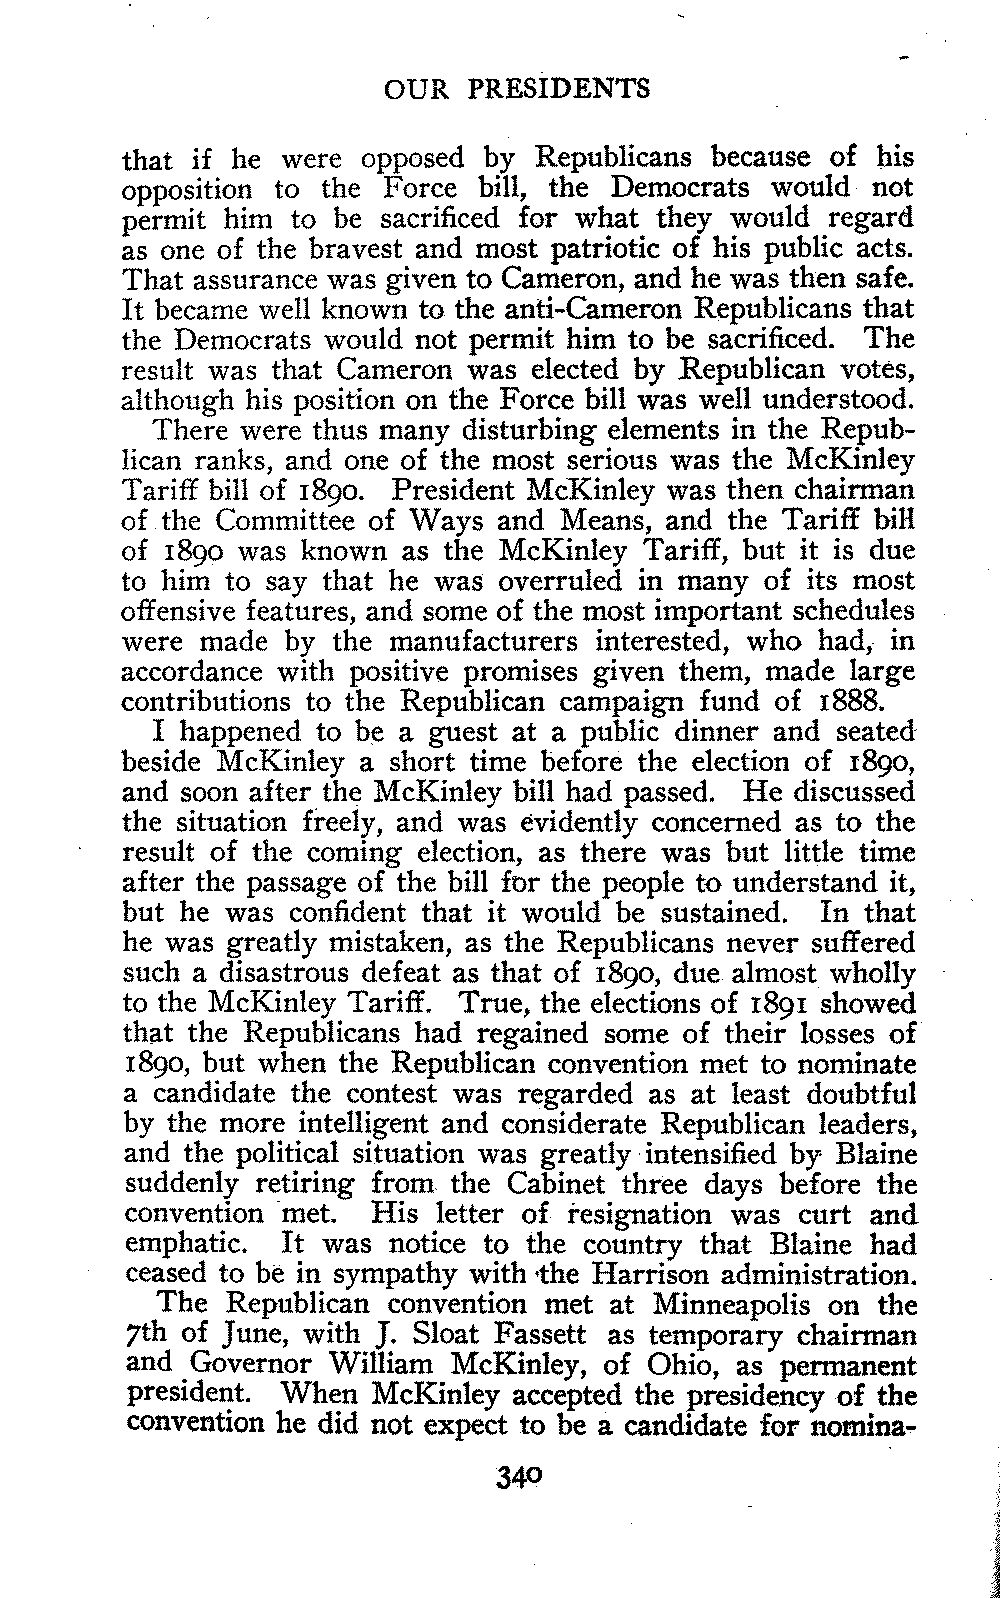 OUR PRESIDENTS
that if he were opposed by Republicans because of his
opposition to the Force bill, the Democrats would not
permit him to be sacrificed for what they would regard
as one of the bravest and most patriotic of his public acts.
That assurance was given to Cameron, and he was then safe.
It became well known to the anti-Cameron Republicans that
the Democrats would not permit him to be sacrificed. The
result was that Cameron was elected by Republican votes,
although his position on the Force bill was well understood.
There were thus many disturbing elements in the Repub-
lican ranks, and one of the most serious was the McKinley
Tariff bill of 1890. President McKinley was then chairman
of the Committee of Ways and Means, and the Tariff bill
of 1890 was known as the McKinley Tariff, but it is due
to him to say that he was overruled in many of its most
offensive features, and some of the most important schedules
were made by the manufacturers interested, who had, in
accordance with positive promises given them, made large
contributions to the Republican campaign fund of 1888.
I happened to be a guest at a public dinner and seated
beside McKinley a short time before the election of 1890,
and soon after the McKinley bill had passed. He discussed
the situation freely, and was evidently concerned as to the
result of the coming election, as there was but little time
after the passage of the bill for the people to understand it,
but he was confident that it would be sustained. In that
he was greatly mistaken, as the Republicans never suffered
such a disastrous defeat as that of 1890, due almost wholly
to the McKinley Tariff. True, the elections of 1891 showed
that the Republicans had regained some of their losses of
1890, but when the Republican convention met to nominate
a candidate the contest was regarded as at least doubtful
by the more intelligent and considerate Republican leaders,
and the political situation was greatly intensified by Blaine
suddenly retiring from the Cabinet three days before the
convention met. His letter of resignation was curt and
emphatic. It was notice to the country that Blaine had
ceased to be in sympathy with the Harrison administration.
The Republican convention met at Minneapolis on the
7th of June, with J. Sloat Fassett as temporary chairman
and Governor William McKinley, of Ohio, as permanent
president. When McKinley accepted the presidency of the
convention he did not expect to be a candidate for nomina-
340